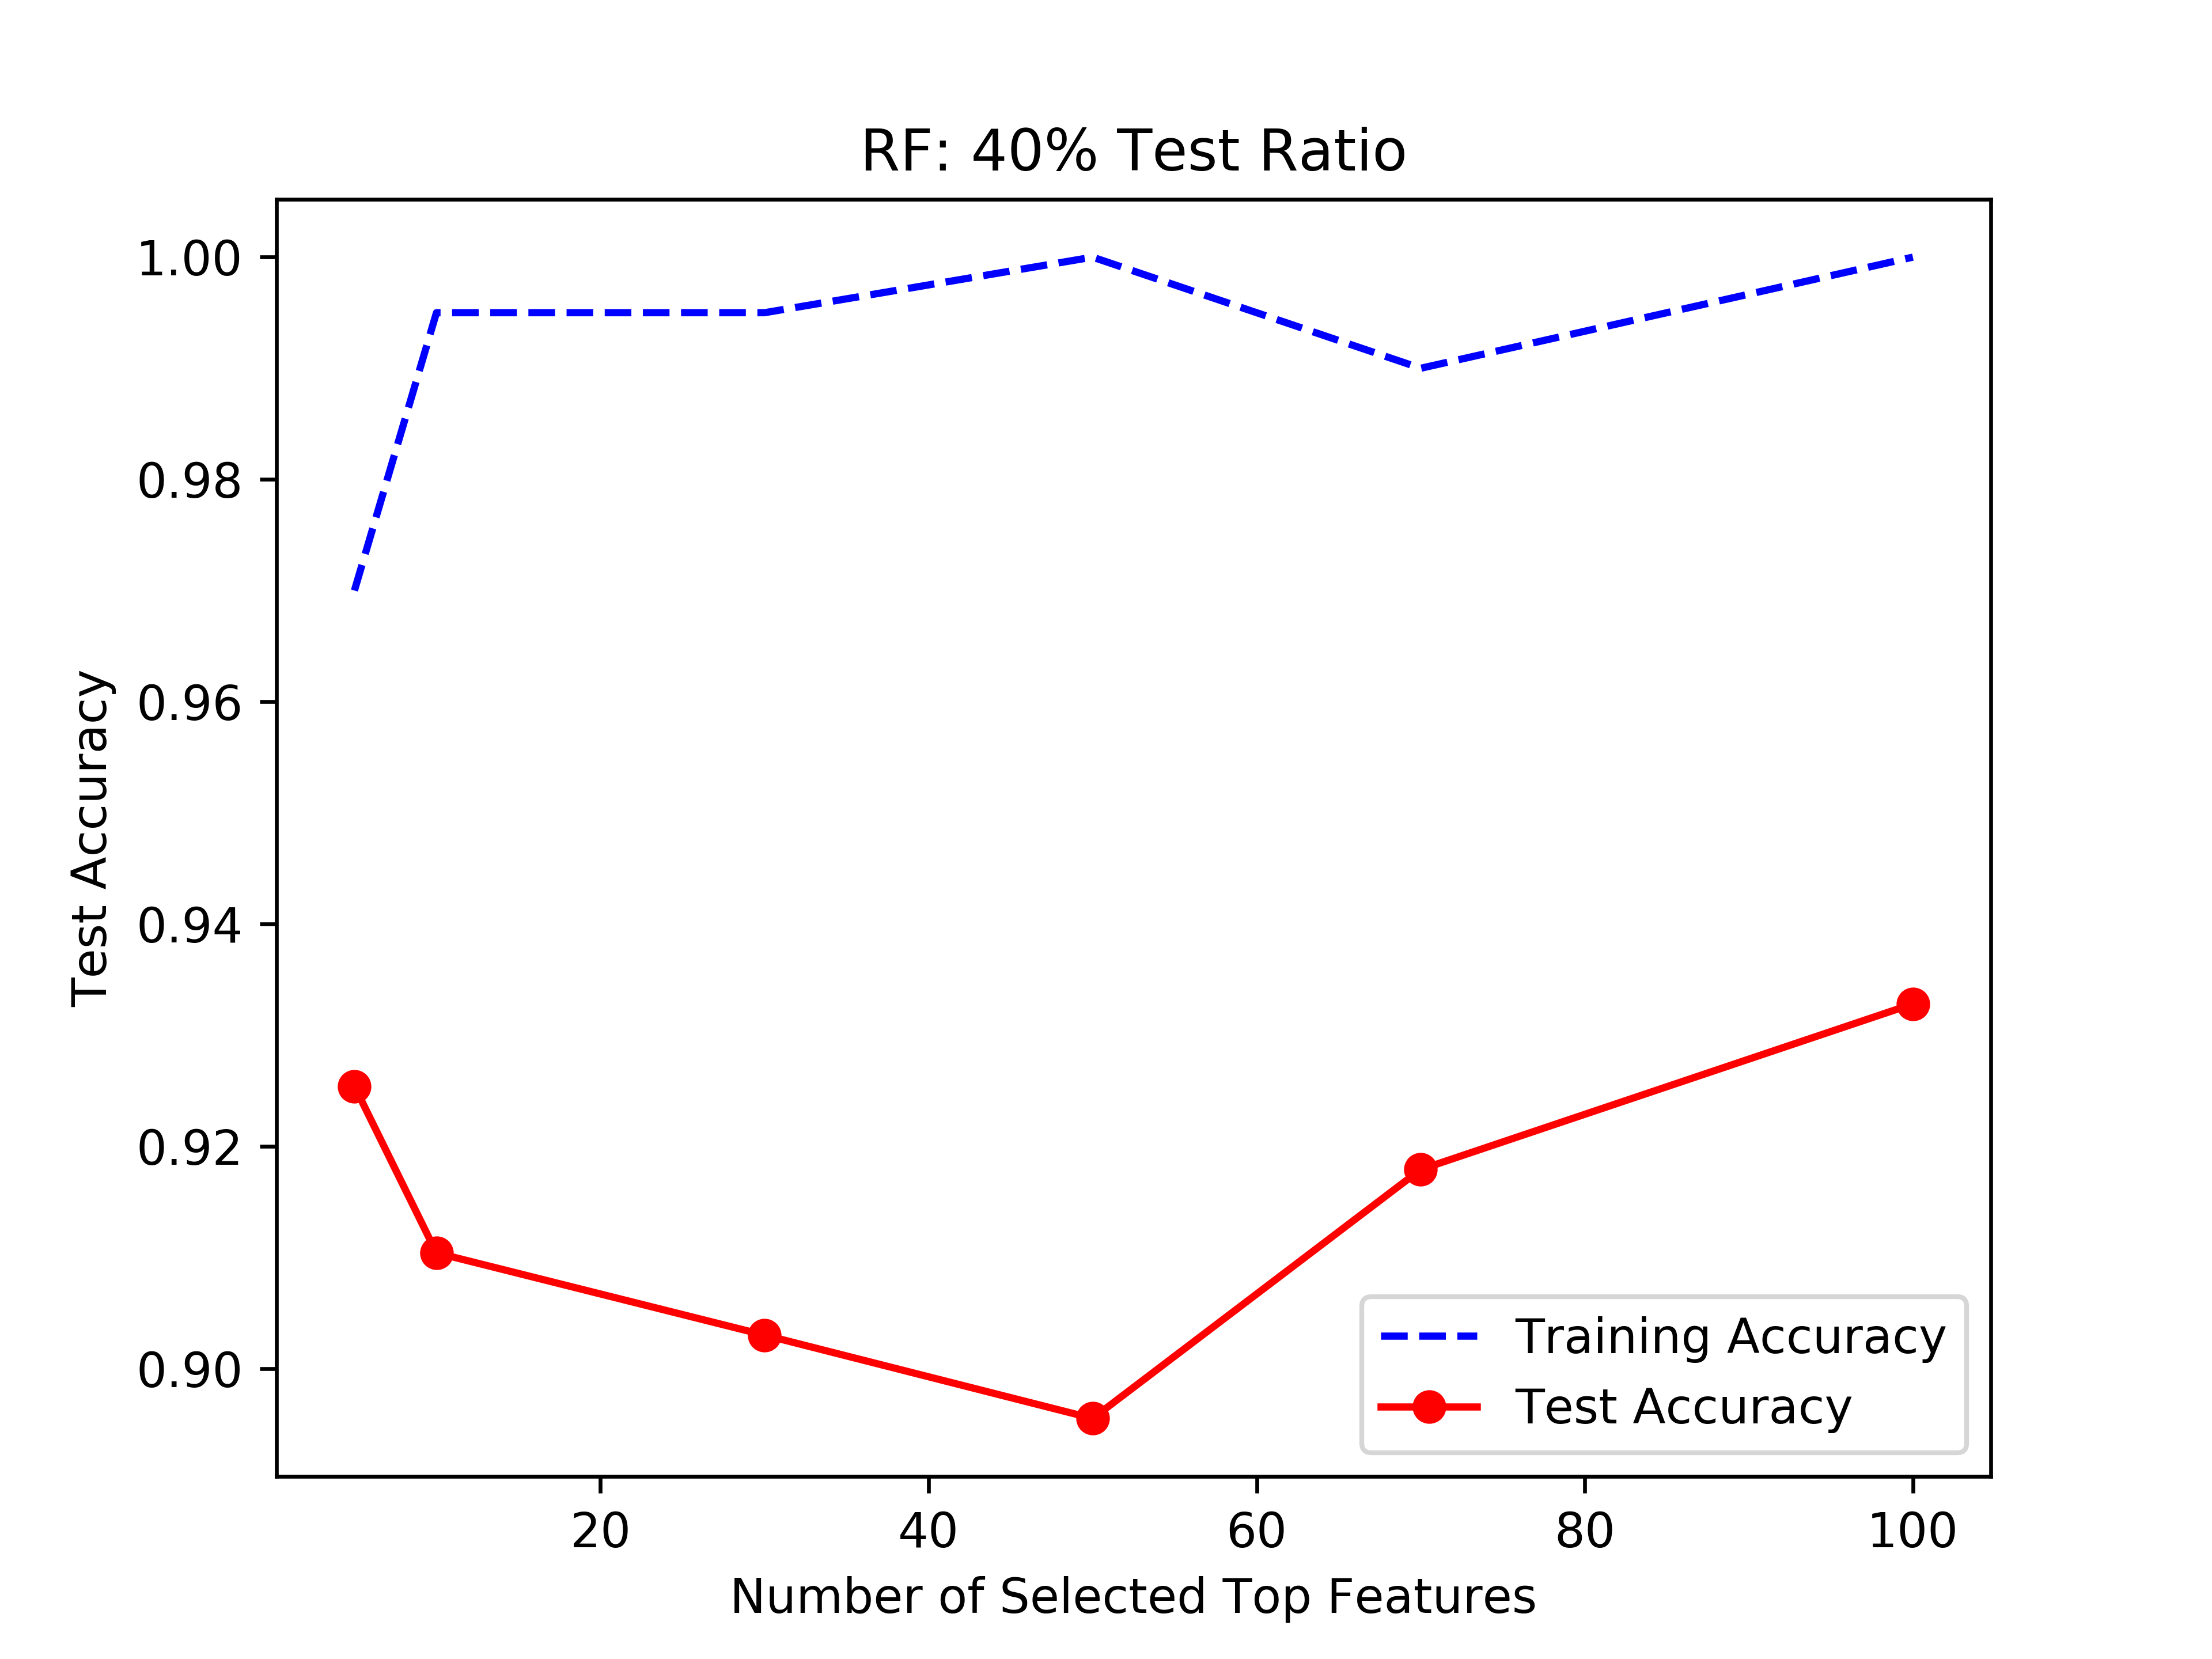 RF: 40% Test Ratio
1.00
0.98
0.96
0.94
0.92
0.90
Test Accuracy
Training Accuracy
Test Accuracy
20 40 60 80 100
Number of Selected Top Features